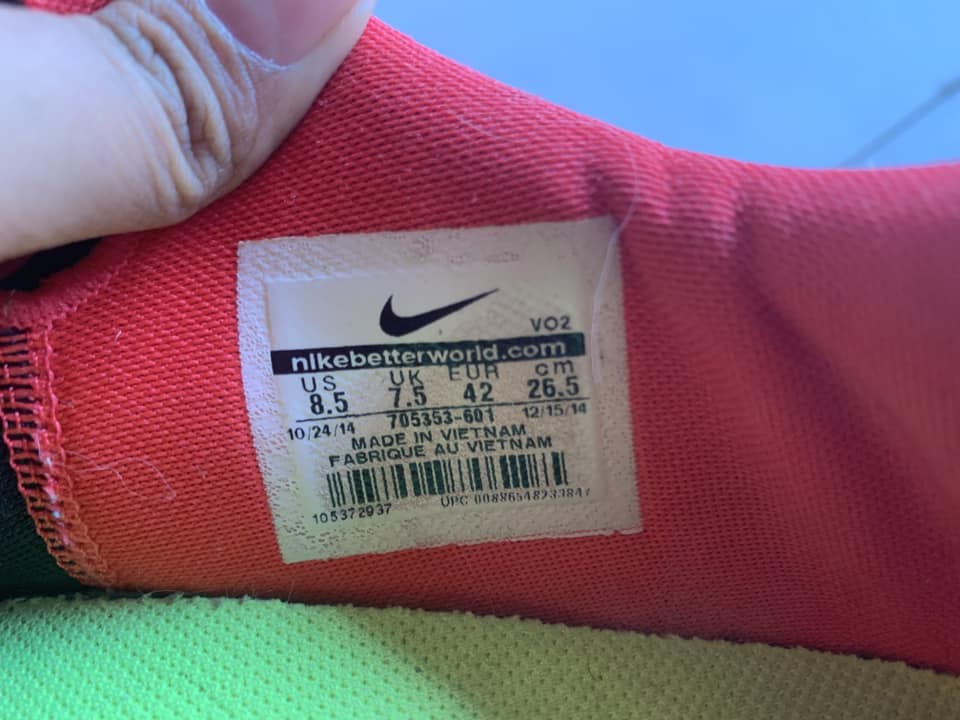 VO2
nikebetterworld.com
US UK EUR cm
8.5 7.5 42 26.5
10/24/14 705353-601 12/15/14
MADE IN VIETNAM
FABRIQUE AU VIETNAM
105372937 UPC